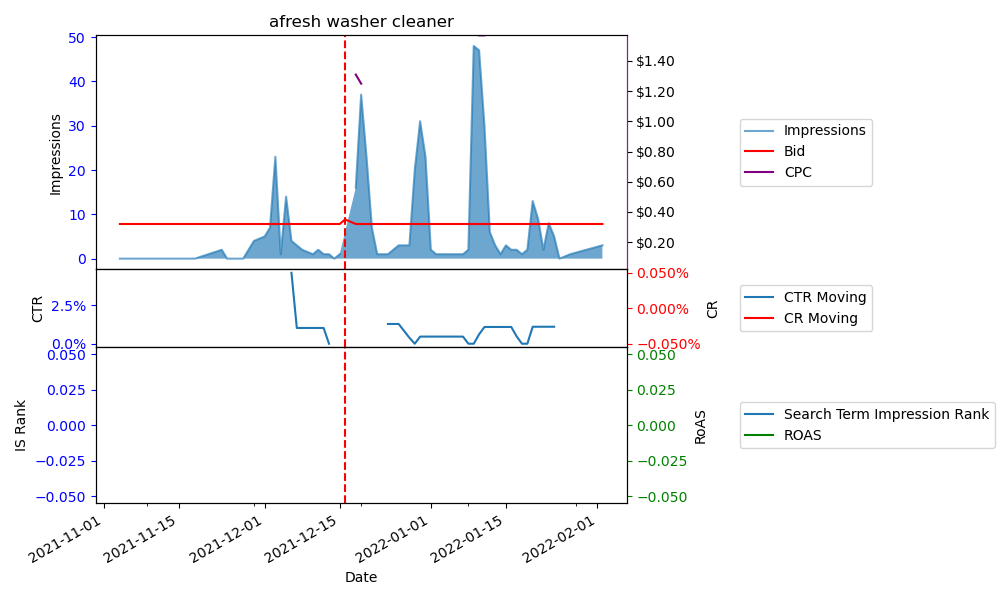 afresh washer cleaner
50
40
30
20
10
0
Impressions
$1.40
$1.20
$1.00
$0.80
$0.60
$0.40
$0.20
Impressions
Bid
CPC
2.5%
0.0%
CTR
0.050%
0.000%
−0.050%
CR
CTR Moving
CR Moving
0.050
0.025
0.000
−0.025
−0.050
IS Rank
0.050
0.025
0.000
−0.025
−0.050
RoAS
Search Term Impression Rank
ROAS
2021-11-01
2021-11-15
2021-12-01
2021-12-15
2022-01-01
2022-01-15
2022-02-01
Date